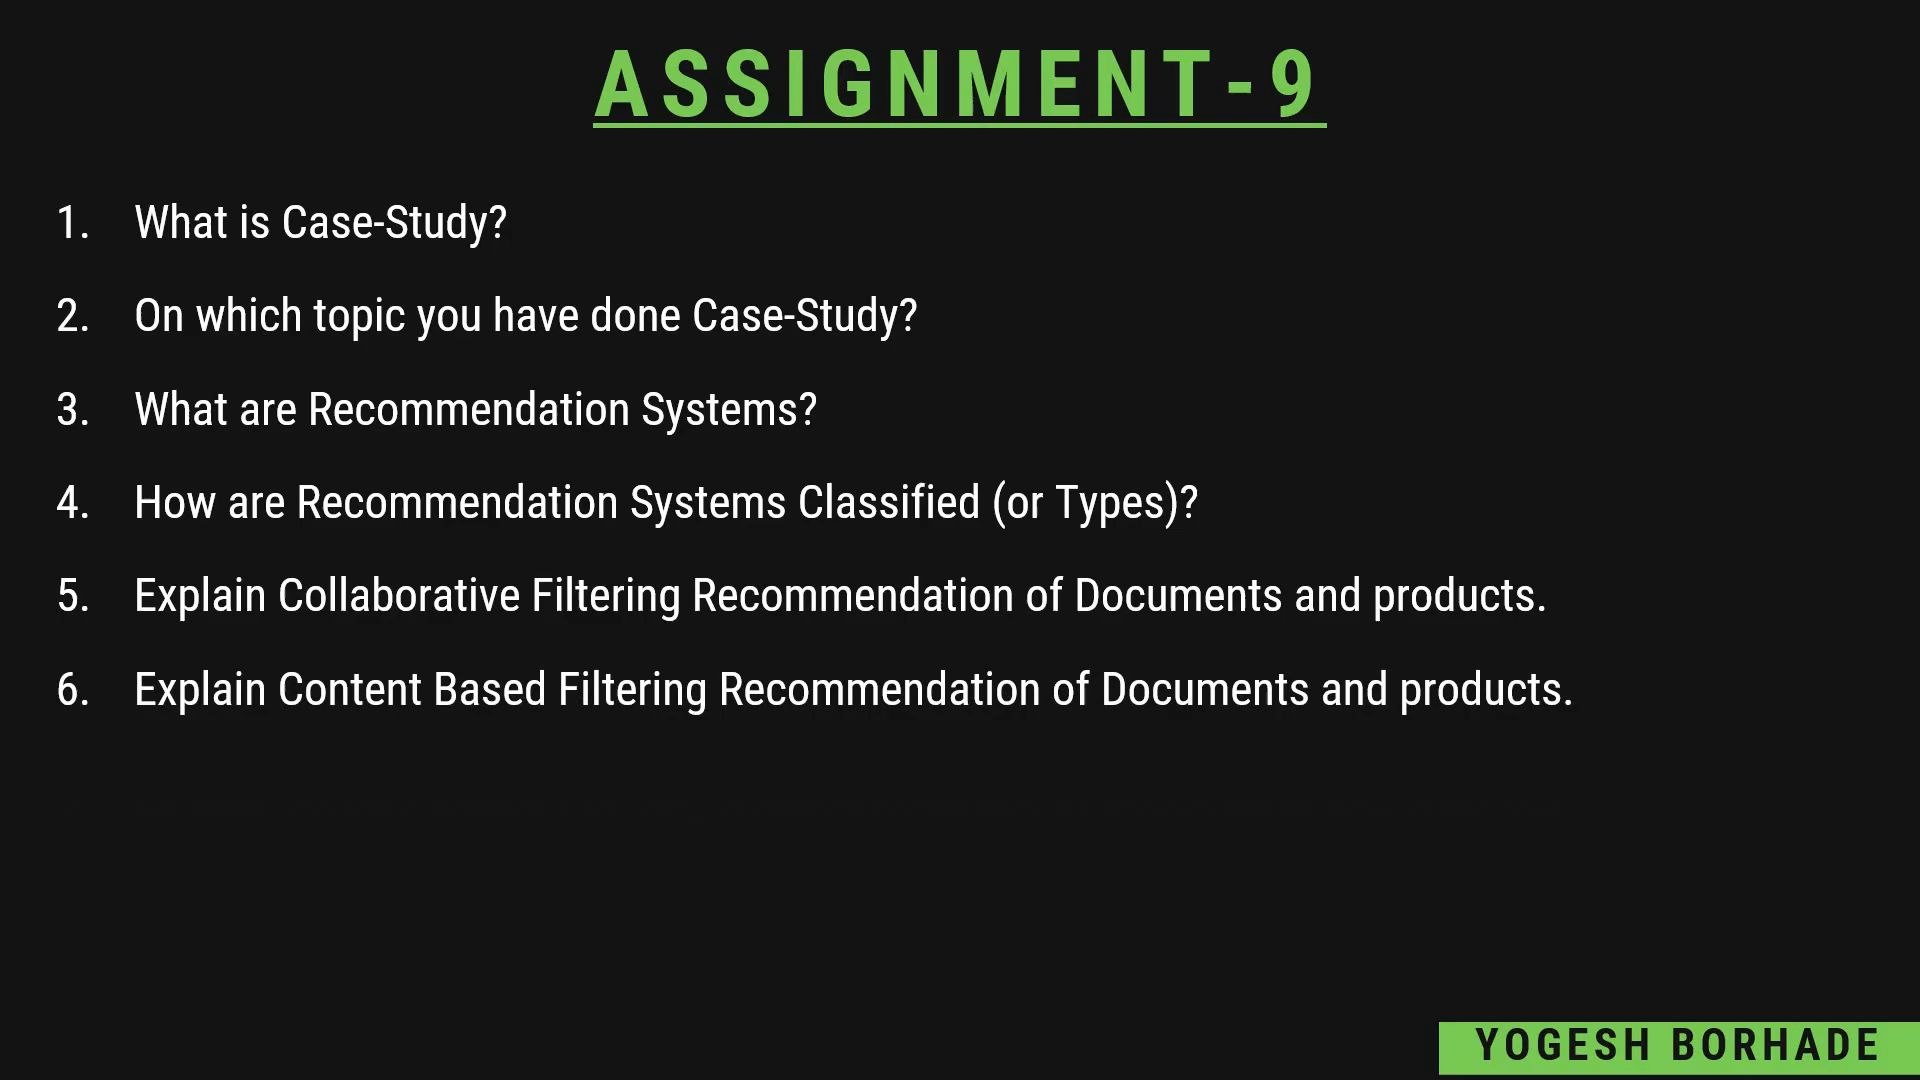 ASSIGNMENT-9
1. What is Case-Study?
2. On which topic you have done Case-Study?
3. What are Recommendation Systems?
4. How are Recommendation Systems Classified (or Types)?
5. Explain Collaborative Filtering Recommendation of Documents and products.
6. Explain Content Based Filtering Recommendation of Documents and products.
YOGESH BORHADE